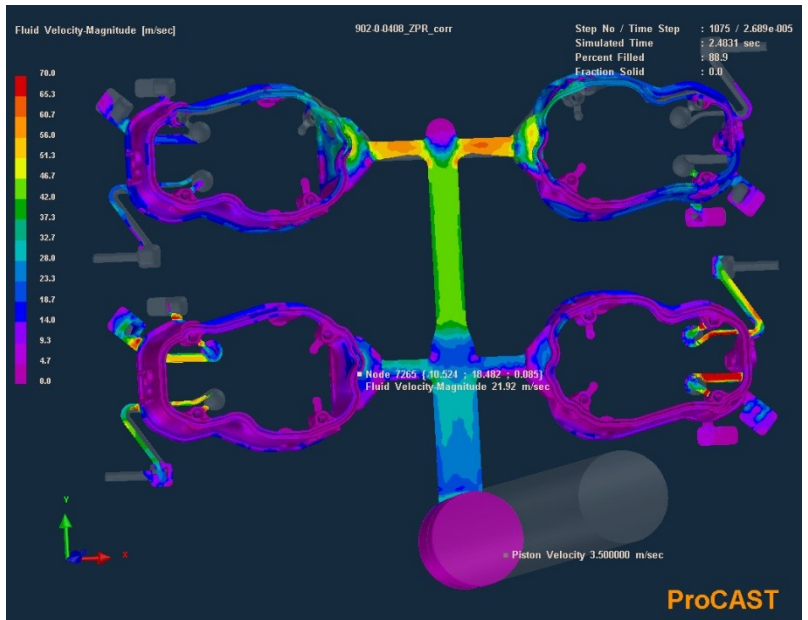 Fluid Velocity-Magnitude [m/sec]
902-0-0408_ZPR_corr
Step No / Time Step : 1075 / 2.689e-005
Simulated Time : 2.4831 sec
Percent Filled : 88.9
Fraction Solid : 0.0
70.0
65.3
60.7
56.0
51.3
46.7
42.0
37.3
32.7
28.0
23.3
18.7
14.0
9.3
4.7
0.0
Node 7265 [-10.524 ; 18.482 ; 0.085]
Fluid Velocity-Magnitude 21.92 m/sec
Y
X
Piston Velocity 3.500000 m/sec
ProCAST